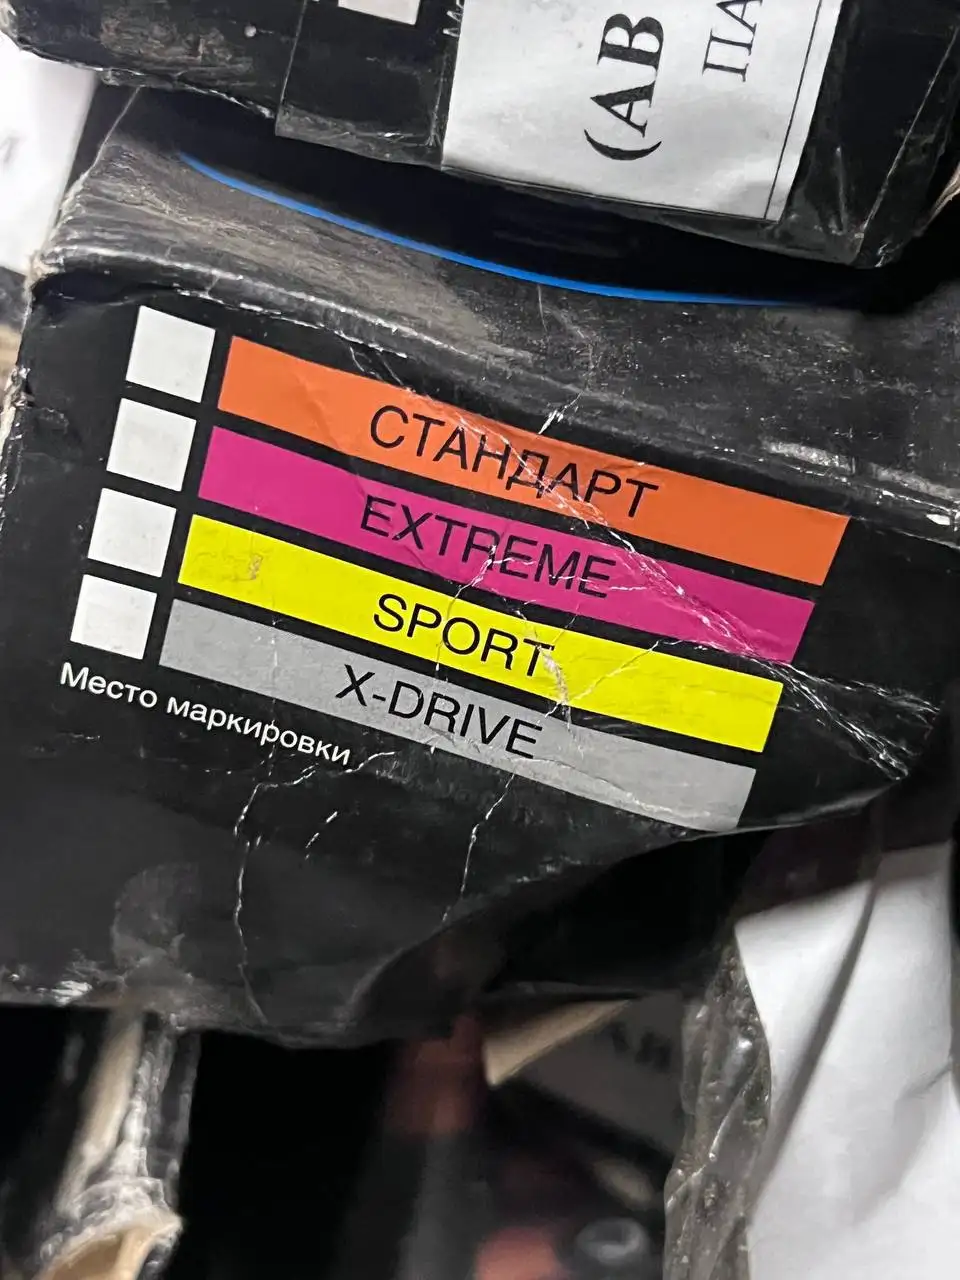 (АВ
ПА
СТАНДАРТ
EXTREME
SPORT
X-DRIVE
Место маркировки